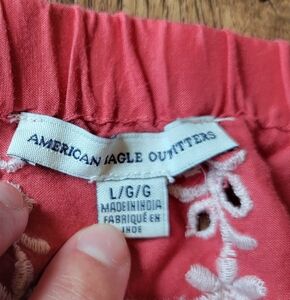 AMERICAN EAGLE OUTFITTERS
L/G/G
MADE IN INDIA
FABRIQUÉ EN
INDE